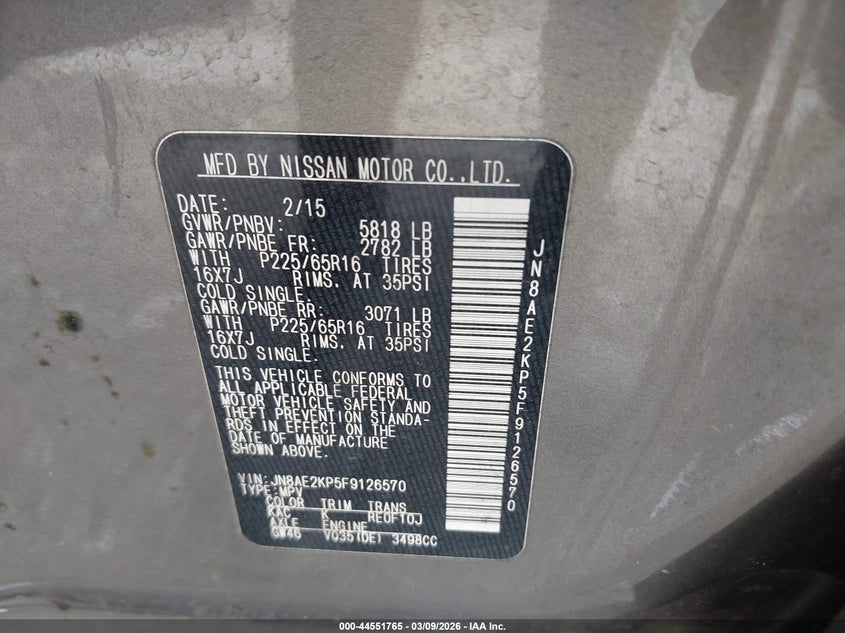 MFD BY NISSAN MOTOR CO.,LTD.
DATE: 2/15
GVWR/PNBV: 5818 LB
GAWR/PNBE FR: 2782 LB
WITH P225/65R16 TIRES
16X7J RIMS. AT 35PSI
COLD SINGLE.
GAWR/PNBE RR: 3071 LB
WITH P225/65R16 TIRES
16X7J RIMS. AT 35PSI
COLD SINGLE.
THIS VEHICLE CONFORMS TO
ALL APPLICABLE FEDERAL
MOTOR VEHICLE SAFETY AND
THEFT PREVENTION STANDA-
RDS IN EFFECT ON THE
DATE OF MANUFACTURE
SHOWN ABOVE.
VIN:JN8AE2KP5F9126570
TYPE:MPV
COLOR TRIM TRANS
KAC K RE0F10J
AXLE ENGINE
GW46 VQ35(DE) 3498CC
JN8AE2KP5F9126570
000-44551765 - 03/09/2026 - IAA Inc.